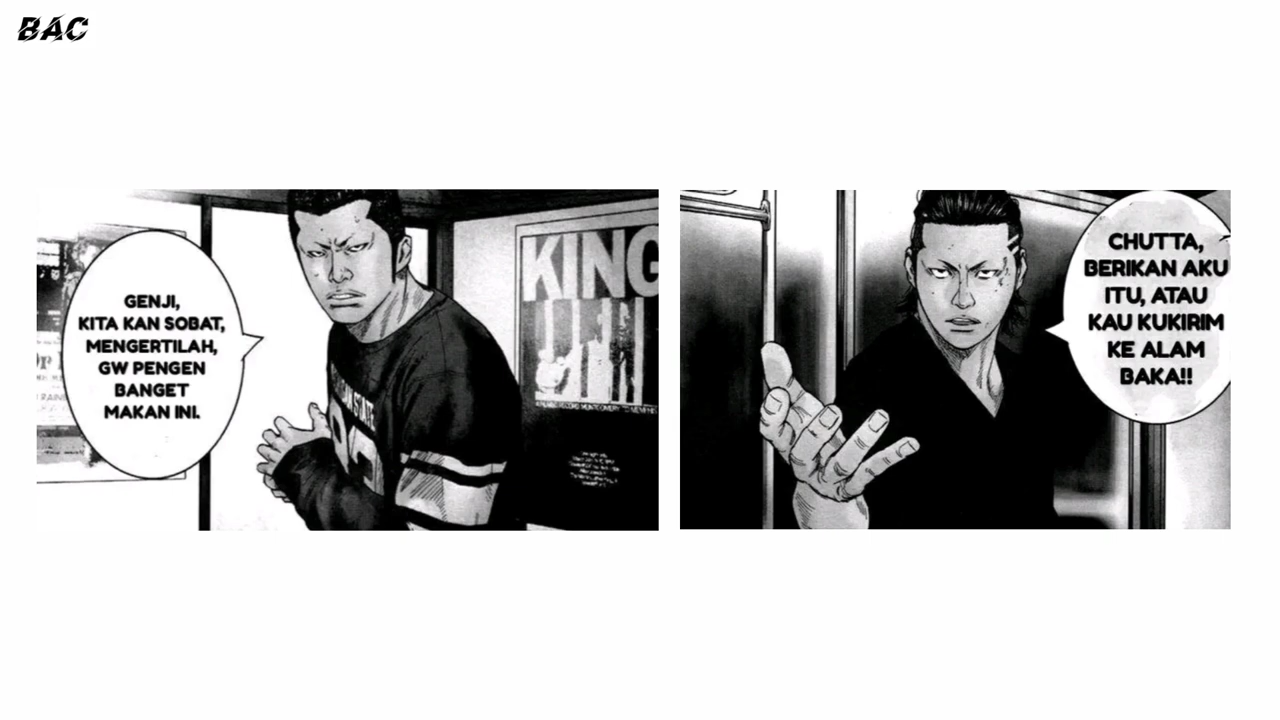 BAC
GENJI,
KITA KAN SOBAT,
MENGERTILAH,
GW PENGEN
BANGET
MAKAN INI.
KING
CHUTTA,
BERIKAN AKU
ITU, ATAU
KAU KUKIRIM
KE ALAM
BAKA!!